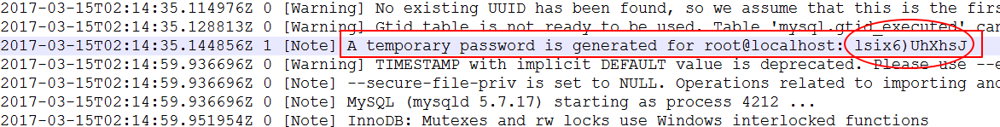 2017-03-15T02:14:35.114976Z 0 [Warning] No existing UUID has been found, so we assume that this is the firs
2017-03-15T02:14:35.128813Z 0 [Warning] Gtid table is not ready to be used. Table 'mysql.gtid_executed' can
2017-03-15T02:14:35.144856Z 1 [Note] A temporary password is generated for root@localhost: lsix6)UhXhsJ
2017-03-15T02:14:59.936696Z 0 [Warning] TIMESTAMP with implicit DEFAULT value is deprecated. Please use --e
2017-03-15T02:14:59.936696Z 0 [Note] --secure-file-priv is set to NULL. Operations related to importing and
2017-03-15T02:14:59.936696Z 0 [Note] MySQL (mysqld 5.7.17) starting as process 4212 ...
2017-03-15T02:14:59.951954Z 0 [Note] InnoDB: Mutexes and rw locks use Windows interlocked functions